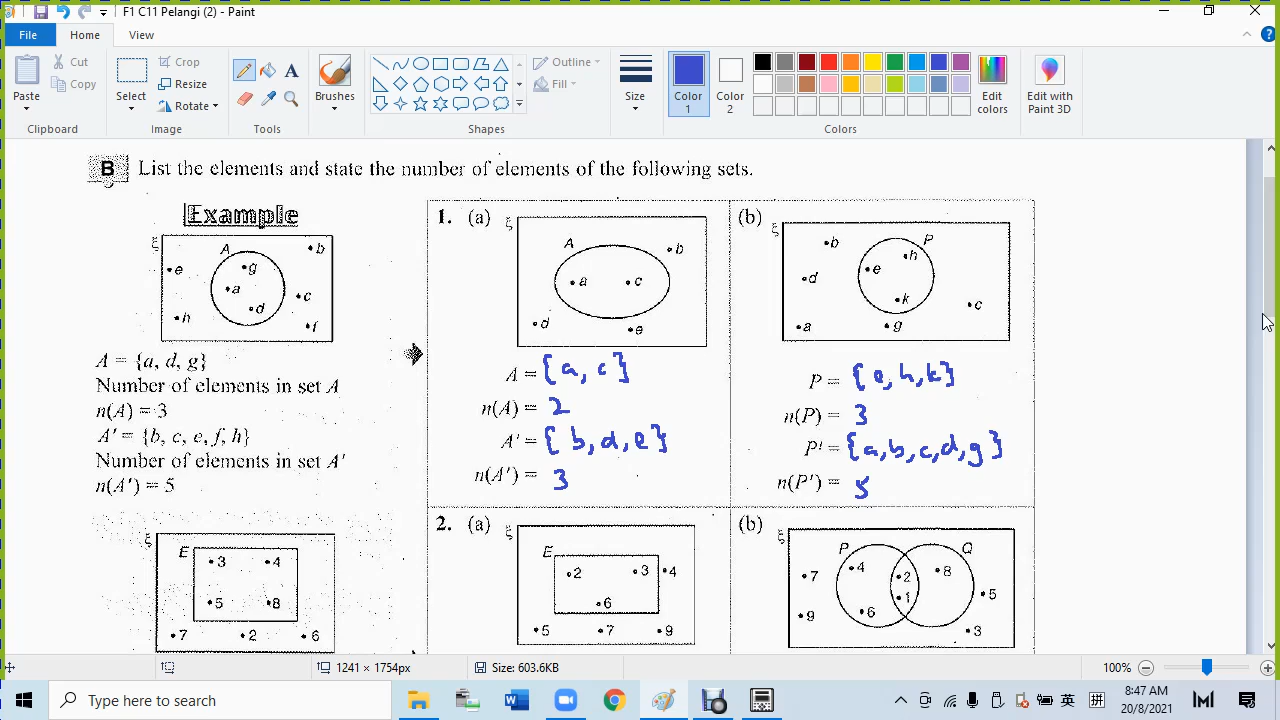 F1 C11 Pelangi (2) - Paint
File Home View
Paste Cut Copy Clipboard
Select Crop Resize Rotate Image
Tools
Brushes
Outline Fill Shapes
Size
Color 1 Color 2 Edit colors Colors
Edit with Paint 3D
B List the elements and state the number of elements of the following sets.
Example
ξ A b e g a c d h f
A = {a, d, g}
Number of elements in set A
n(A) = 3
A' = {b, c, e, f, h}
Number of elements in set A'
n(A') = 5
1. (a)
ξ A b a c d e
A = {a, c}
n(A) = 2
A' = {b, d, e}
n(A') = 3
(b)
ξ b P h e d k c a g
P = {e, h, k}
n(P) = 3
P' = {a, b, c, d, g}
n(P') = 5
ξ E 3 4 5 8 7 2 6
2. (a)
ξ E 2 3 4 6 5 7 9
(b)
ξ P Q 4 7 2 8 1 5 6 9 3
1241 × 1754px Size: 603.6KB 100%
Type here to search
英 拼 8:47 AM
20/8/2021